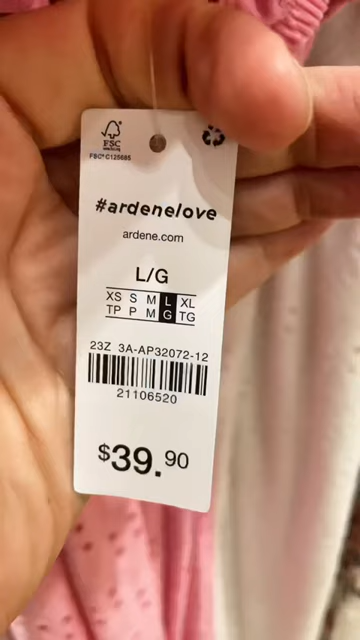 FSC
FSC® C125685
#ardenelove
ardene.com
L/G
XS S M L XL
TP P M G TG
23Z 3A-AP32072-12
21106520
$39.90